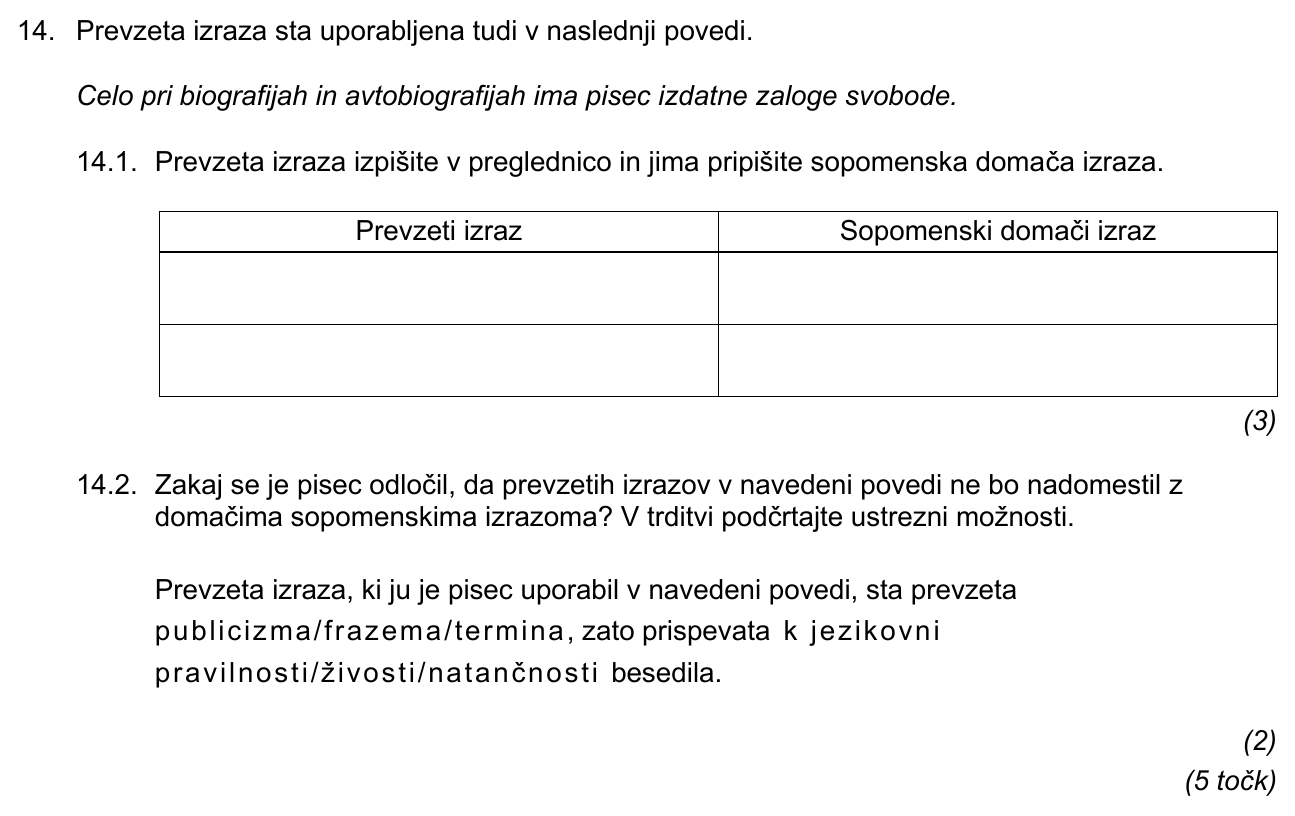 14. Prevzeta izraza sta uporabljena tudi v naslednji povedi.
Celo pri biografijah in avtobiografijah ima pisec izdatne zaloge svobode.
14.1. Prevzeta izraza izpišite v preglednico in jima pripišite sopomenska domača izraza.
Prevzeti izraz Sopomenski domači izraz
(3)
14.2. Zakaj se je pisec odločil, da prevzetih izrazov v navedeni povedi ne bo nadomestil z
domačima sopomenskima izrazoma? V trditvi podčrtajte ustrezni možnosti.
Prevzeta izraza, ki ju je pisec uporabil v navedeni povedi, sta prevzeta
publicizma/frazema/termina, zato prispevata k jezikovni
pravilnosti/živosti/natančnosti besedila.
(2)
(5 točk)